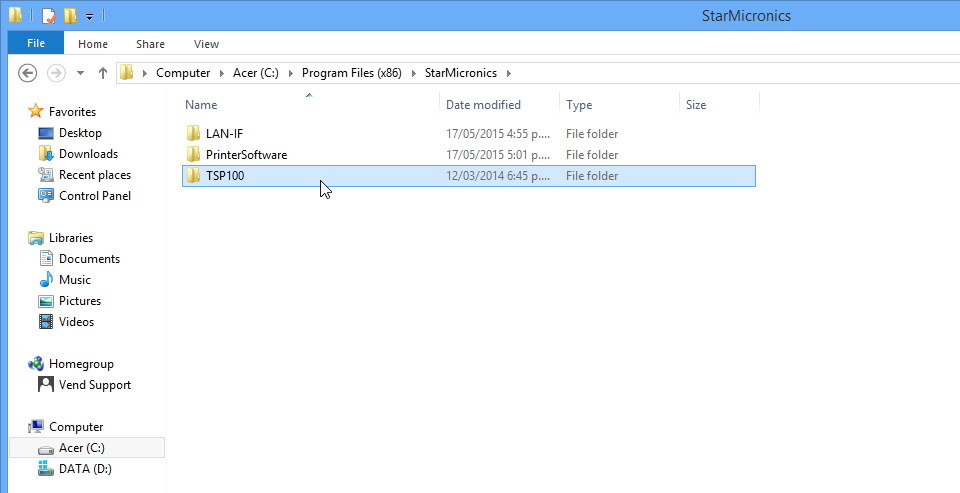 StarMicronics
File Home Share View
Computer Acer (C:) Program Files (x86) StarMicronics
Name Date modified Type Size
Favorites
Desktop
Downloads
Recent places
Control Panel
Libraries
Documents
Music
Pictures
Videos
Homegroup
Vend Support
Computer
Acer (C:)
DATA (D:)
LAN-IF 17/05/2015 4:55 p.... File folder
PrinterSoftware 17/05/2015 5:01 p.... File folder
TSP100 12/03/2014 6:45 p.... File folder